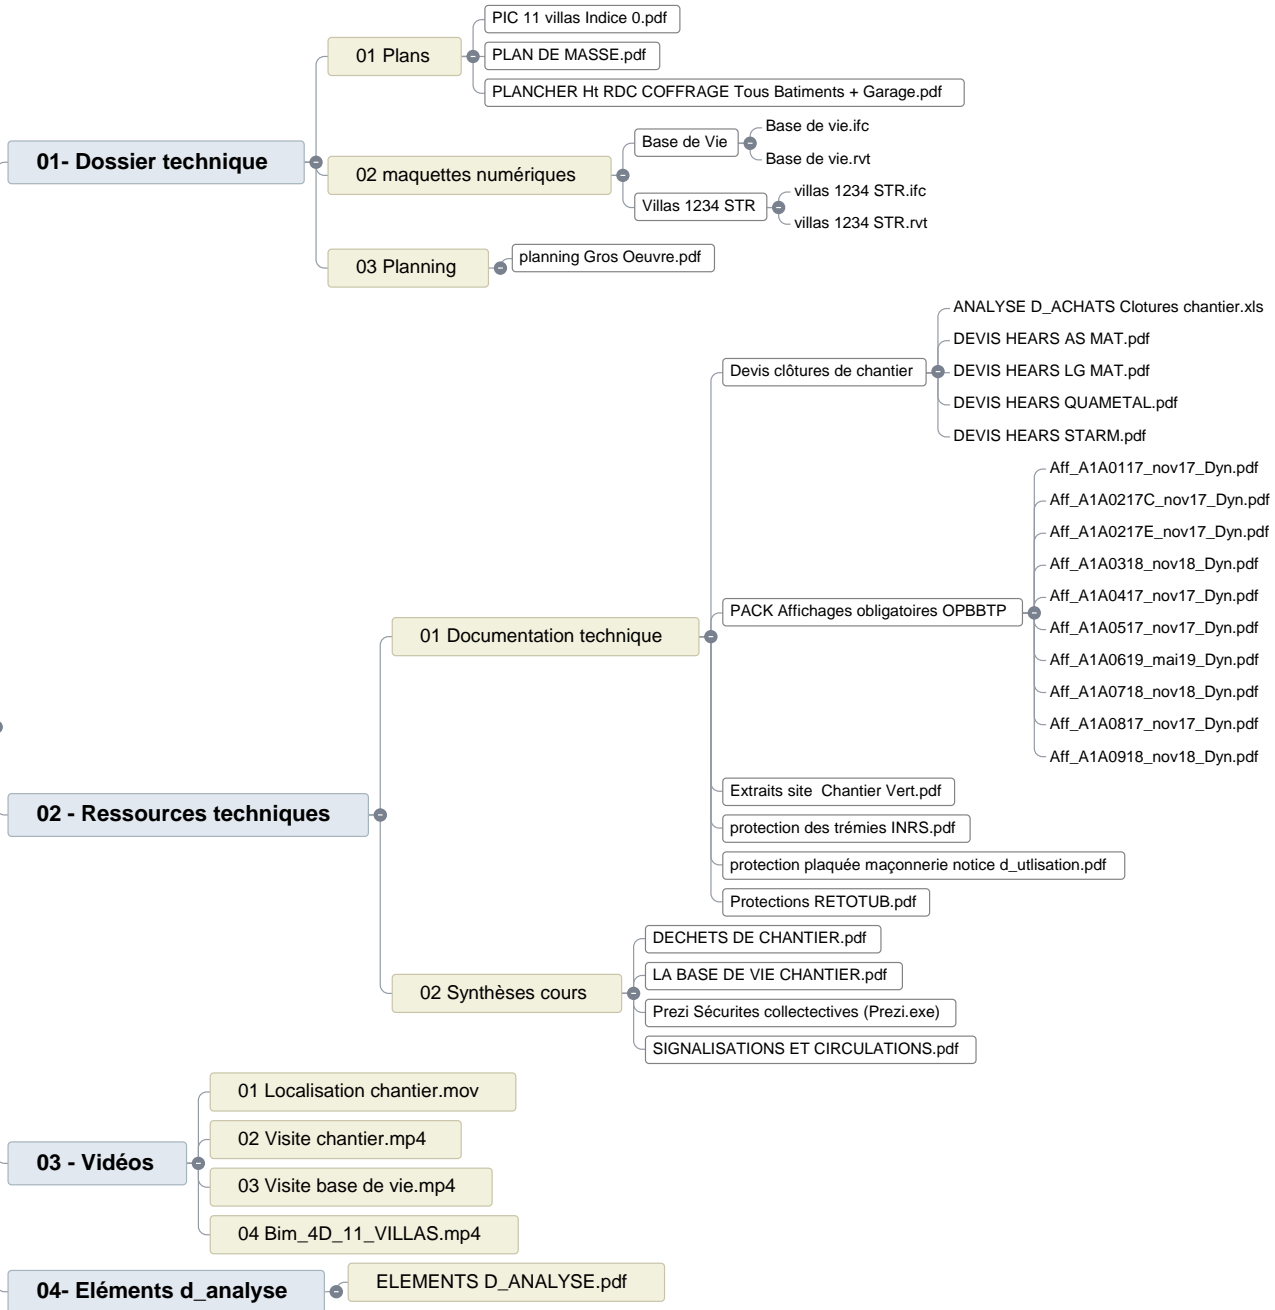 01- Dossier technique
01 Plans
PIC 11 villas Indice 0.pdf
PLAN DE MASSE.pdf
PLANCHER Ht RDC COFFRAGE Tous Batiments + Garage.pdf
02 maquettes numériques
Base de Vie
Base de vie.ifc
Base de vie.rvt
Villas 1234 STR
villas 1234 STR.ifc
villas 1234 STR.rvt
03 Planning
planning Gros Oeuvre.pdf
02 - Ressources techniques
01 Documentation technique
Devis clôtures de chantier
ANALYSE D_ACHATS Clotures chantier.xls
DEVIS HEARS AS MAT.pdf
DEVIS HEARS LG MAT.pdf
DEVIS HEARS QUAMETAL.pdf
DEVIS HEARS STARM.pdf
PACK Affichages obligatoires OPBBTP
Aff_A1A0117_nov17_Dyn.pdf
Aff_A1A0217C_nov17_Dyn.pdf
Aff_A1A0217E_nov17_Dyn.pdf
Aff_A1A0318_nov18_Dyn.pdf
Aff_A1A0417_nov17_Dyn.pdf
Aff_A1A0517_nov17_Dyn.pdf
Aff_A1A0619_mai19_Dyn.pdf
Aff_A1A0718_nov18_Dyn.pdf
Aff_A1A0817_nov17_Dyn.pdf
Aff_A1A0918_nov18_Dyn.pdf
Extraits site  Chantier Vert.pdf
protection des trémies INRS.pdf
protection plaquée maçonnerie notice d_utlisation.pdf
Protections RETOTUB.pdf
02 Synthèses cours
DECHETS DE CHANTIER.pdf
LA BASE DE VIE CHANTIER.pdf
Prezi Sécurites collectectives (Prezi.exe)
SIGNALISATIONS ET CIRCULATIONS.pdf
03 - Vidéos
01 Localisation chantier.mov
02 Visite chantier.mp4
03 Visite base de vie.mp4
04 Bim_4D_11_VILLAS.mp4
04- Eléments d_analyse
ELEMENTS D_ANALYSE.pdf